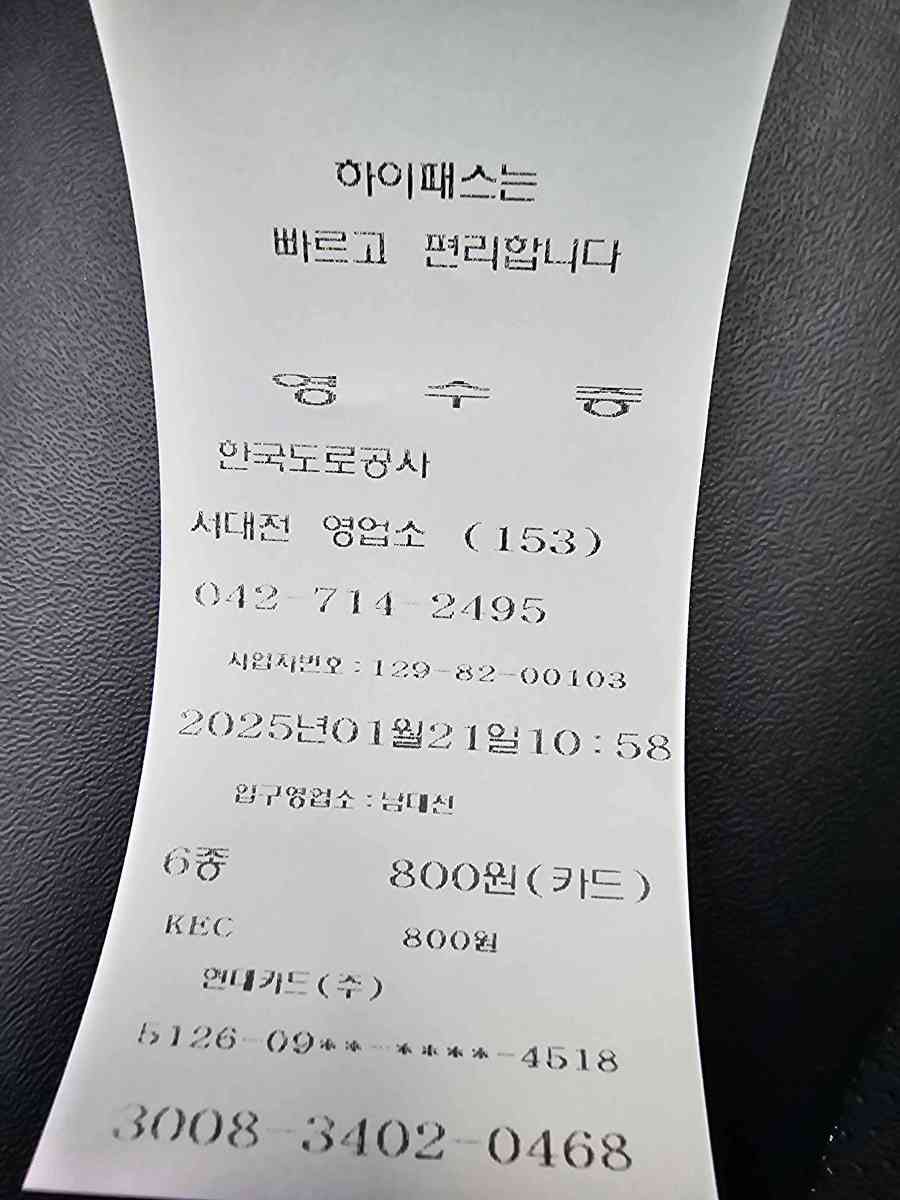 하이패스는
빠르고 편리합니다
영 수 증
한국도로공사
서대전 영업소 (153)
042-714-2495
사업자번호:129-82-00103
2025년01월21일10:58
입구영업소:남대전
6종 800원(카드)
KEC 800원
현대카드(주)
5126-09**-****-4518
3008-3402-0468